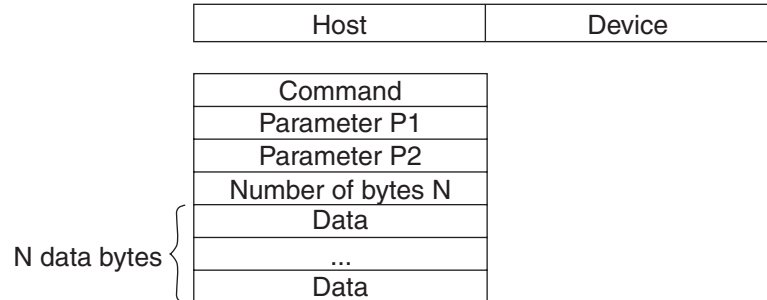 Host Device
Command
Parameter P1
Parameter P2
Number of bytes N
Data
N data bytes ...
Data